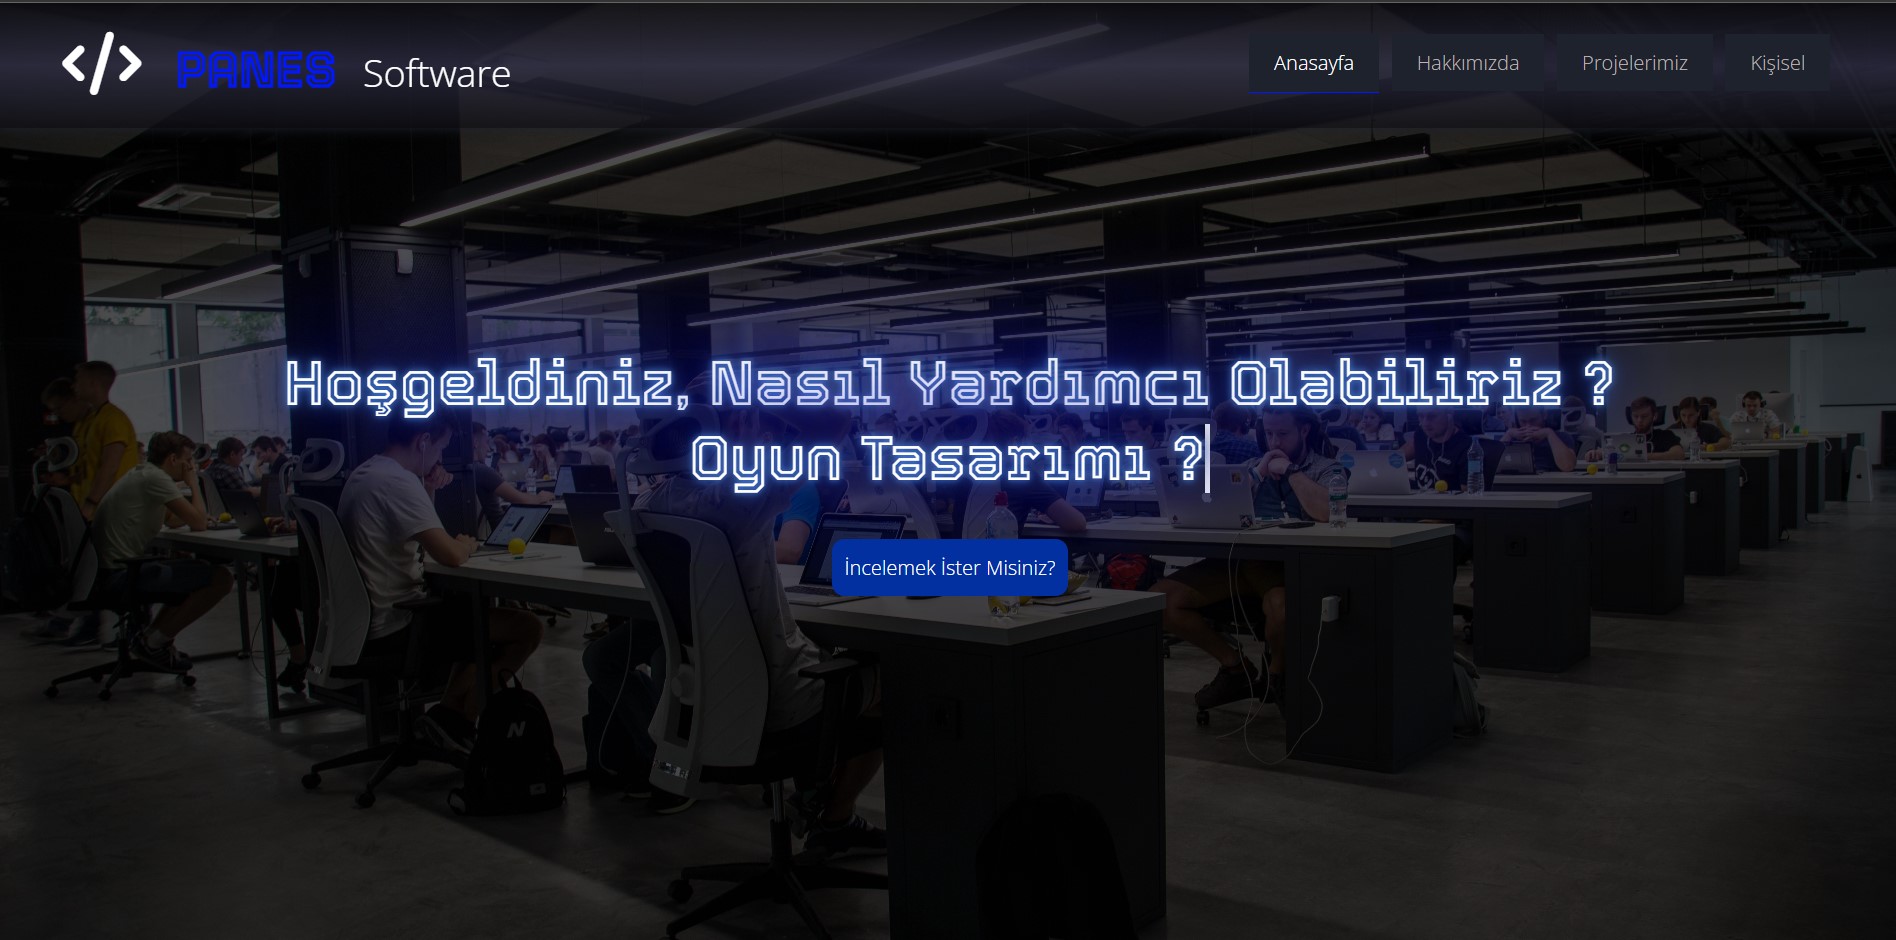 </> PANES Software
Anasayfa Hakkımızda Projelerimiz Kişisel
Hoşgeldiniz, Nasıl Yardımcı Olabiliriz ?
Oyun Tasarımı ?
İncelemek İster Misiniz?
N